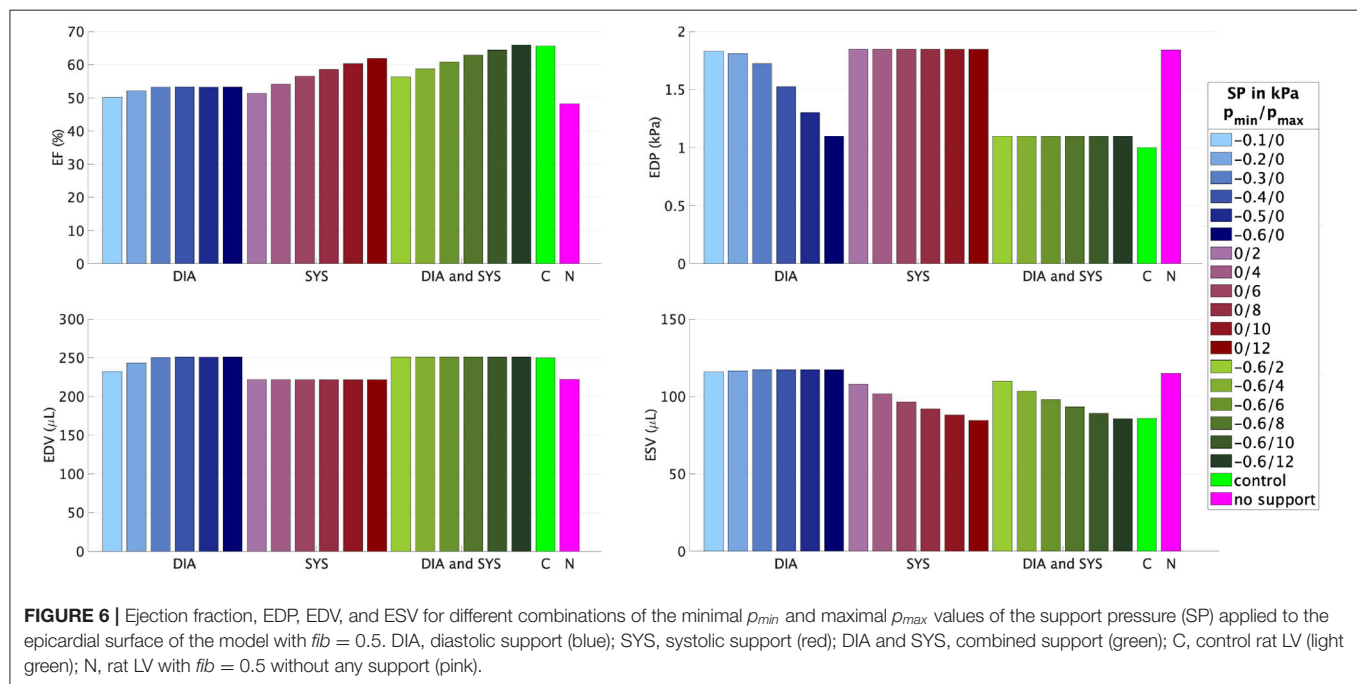 70
60
50
40
30
20
10
0
EF (%)
DIA SYS DIA and SYS C N
2
1.5
1
0.5
0
EDP (kPa)
DIA SYS DIA and SYS C N
SP in kPa
p_min/p_max
−0.1/0
−0.2/0
−0.3/0
−0.4/0
−0.5/0
−0.6/0
0/2
0/4
0/6
0/8
0/10
0/12
−0.6/2
−0.6/4
−0.6/6
−0.6/8
−0.6/10
−0.6/12
control
no support
300
250
200
150
100
50
0
EDV (μL)
DIA SYS DIA and SYS C N
150
100
50
0
ESV (μL)
DIA SYS DIA and SYS C N
FIGURE 6 | Ejection fraction, EDP, EDV, and ESV for different combinations of the minimal p_min and maximal p_max values of the support pressure (SP) applied to the
epicardial surface of the model with fib = 0.5. DIA, diastolic support (blue); SYS, systolic support (red); DIA and SYS, combined support (green); C, control rat LV (light
green); N, rat LV with fib = 0.5 without any support (pink).